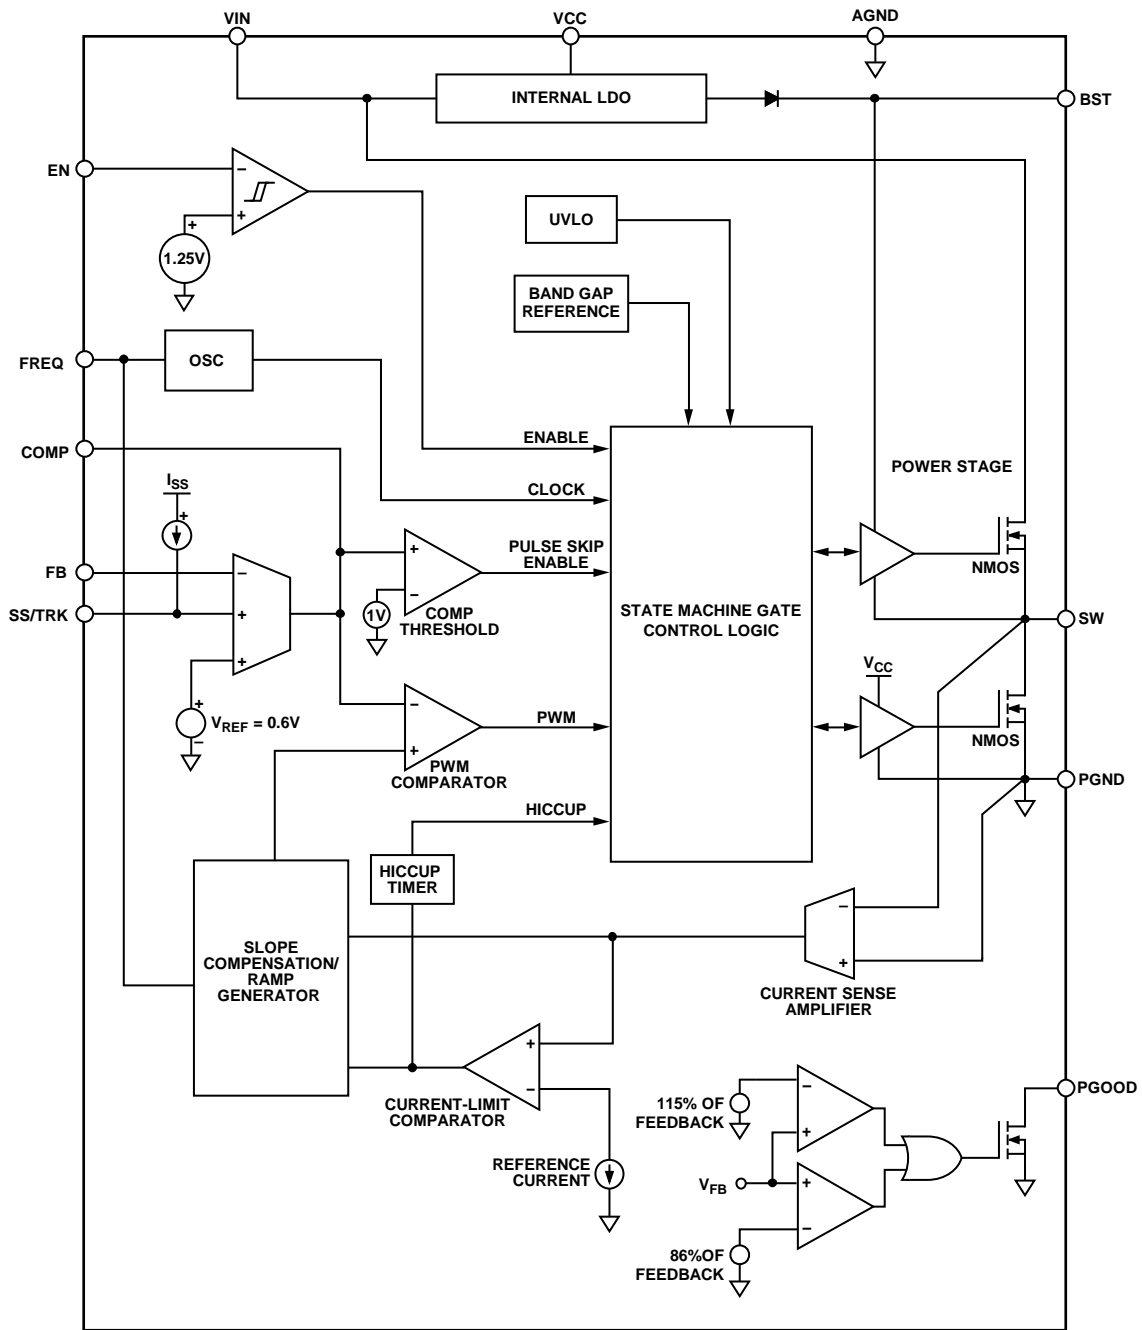 VIN
VCC
AGND
INTERNAL LDO
BST
EN
−
+
+
1.25V
UVLO
BAND GAP
REFERENCE
FREQ
OSC
COMP
ENABLE
POWER STAGE
CLOCK
ISS
+
PULSE SKIP
ENABLE
+
−
1V
COMP
THRESHOLD
FB
SS/TRK
−
+
+
NMOS
STATE MACHINE GATE
CONTROL LOGIC
SW
VCC
+
−
VREF = 0.6V
−
+
PWM
PWM
COMPARATOR
NMOS
PGND
HICCUP
HICCUP
TIMER
SLOPE
COMPENSATION/
RAMP
GENERATOR
−
+
CURRENT SENSE
AMPLIFIER
+
−
CURRENT-LIMIT
COMPARATOR
REFERENCE
CURRENT
PGOOD
115% OF
FEEDBACK
−
+
VFB
+
−
86%OF
FEEDBACK